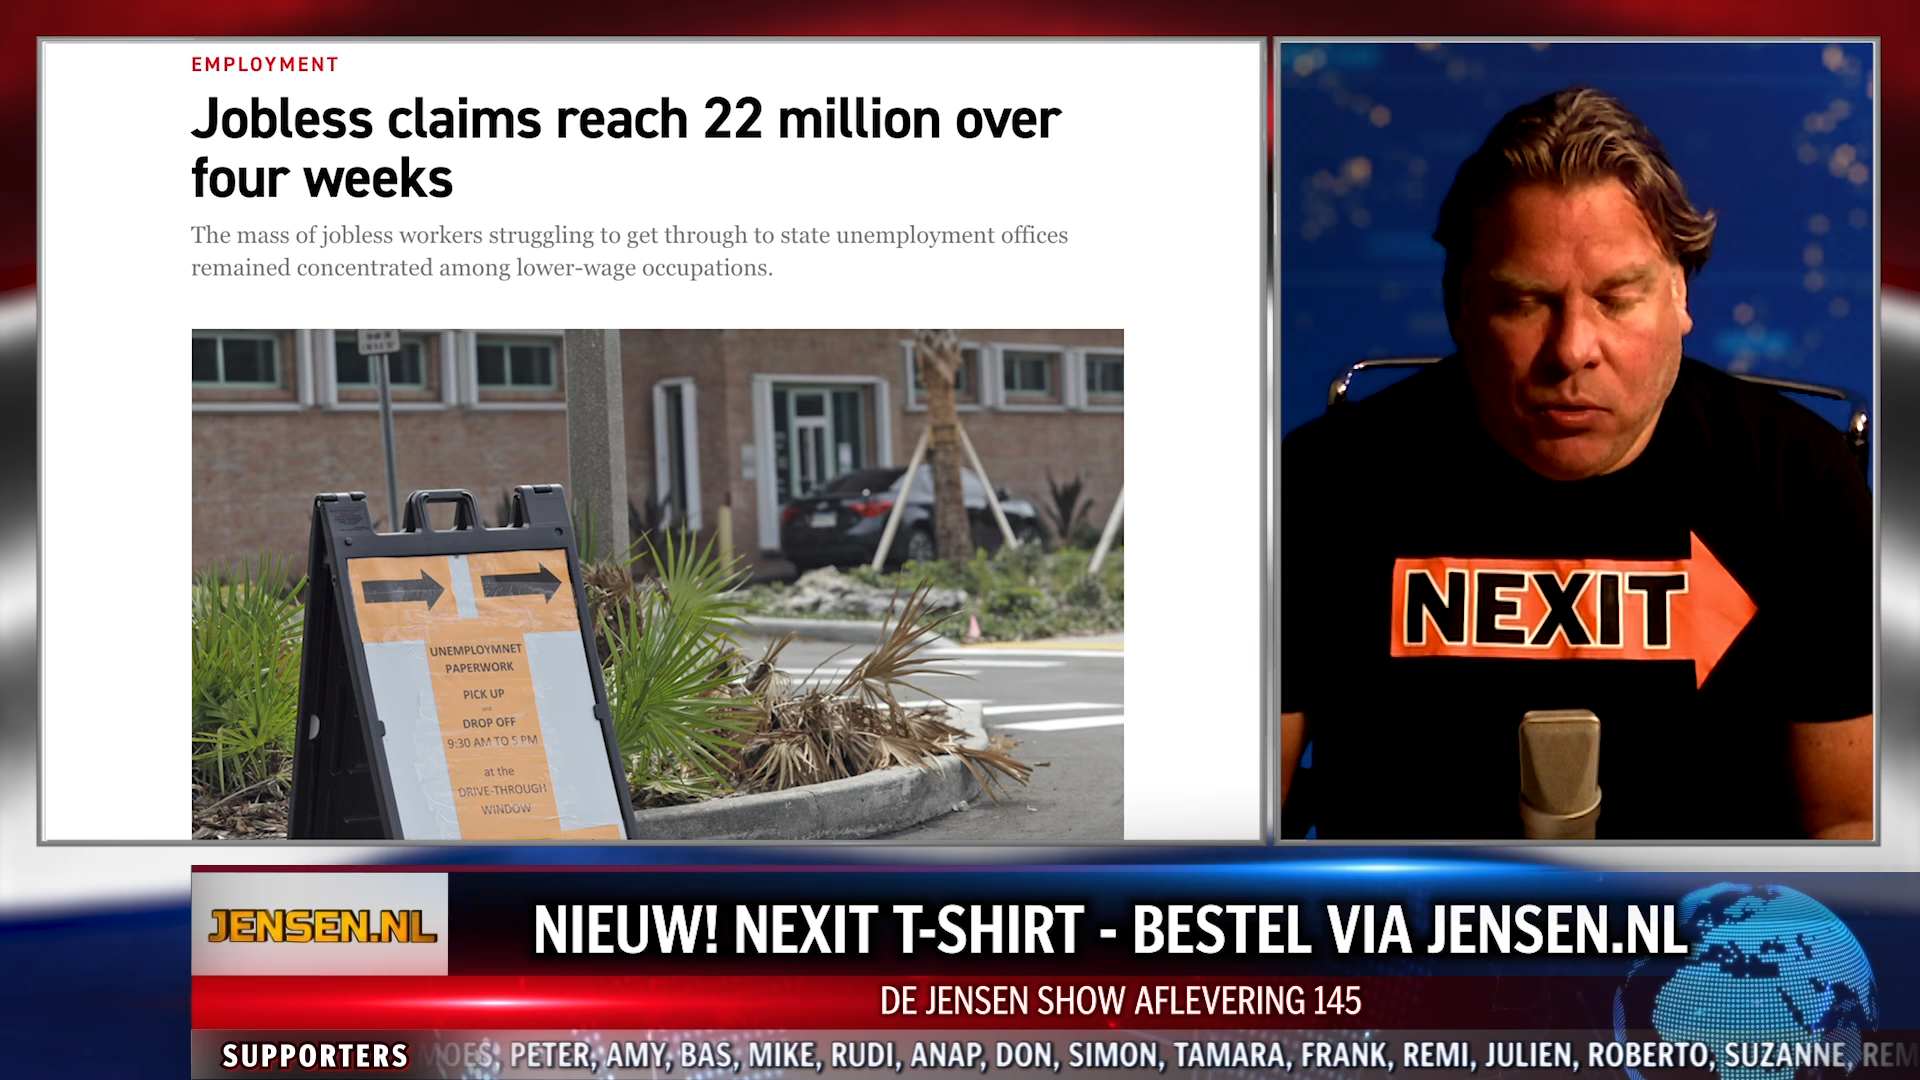 EMPLOYMENT
Jobless claims reach 22 million over
four weeks
The mass of jobless workers struggling to get through to state unemployment offices
remained concentrated among lower-wage occupations.
UNEMPLOYMNET
PAPERWORK
PICK UP
DROP OFF
9:30 AM TO 5 PM
at the
DRIVE-THROUGH
WINDOW
NEXIT
JENSEN.NL
NIEUW! NEXIT T-SHIRT - BESTEL VIA JENSEN.NL
DE JENSEN SHOW AFLEVERING 145
SUPPORTERS
MOES, PETER, AMY, BAS, MIKE, RUDI, ANAP, DON, SIMON, TAMARA, FRANK, REMI, JULIEN, ROBERTO, SUZANNE, REM